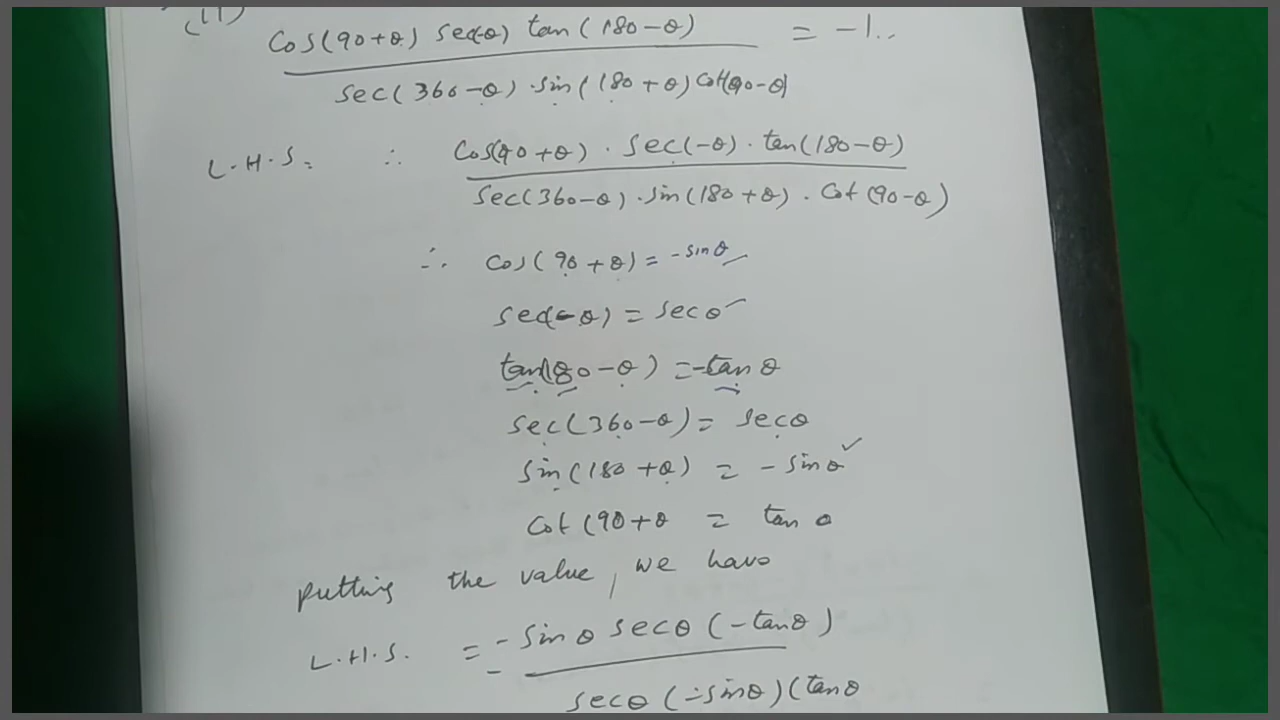 (ii)
cos(90+θ) sec(-θ) tan(180-θ) = -1..
sec(360-θ) . sin(180+θ) cot(90-θ)
L.H.S = ∴ cos(90+θ) . sec(-θ) . tan(180-θ)
sec(360-θ) . sin(180+θ) . cot(90-θ)
∴ cos(90+θ) = -sinθ
sec(-θ) = secθ
tan(180-θ) = -tanθ
sec(360-θ) = secθ
sin(180+θ) = -sinθ ✓
cot(90+θ = tanθ
putting the value, we have
L.H.S. = -sinθ secθ (-tanθ)
secθ (-sinθ)(tanθ